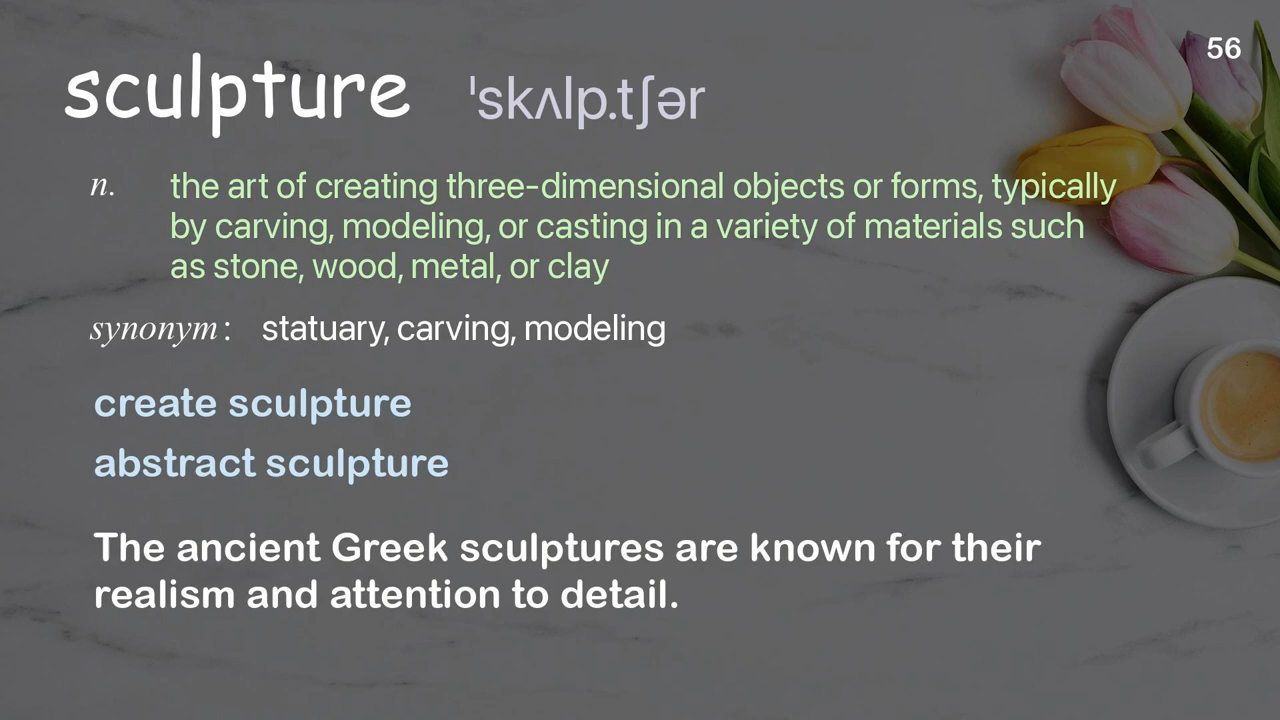 56
sculpture ˈskʌlp.tʃər
n. the art of creating three-dimensional objects or forms, typically
by carving, modeling, or casting in a variety of materials such
as stone, wood, metal, or clay
synonym: statuary, carving, modeling
create sculpture
abstract sculpture
The ancient Greek sculptures are known for their
realism and attention to detail.